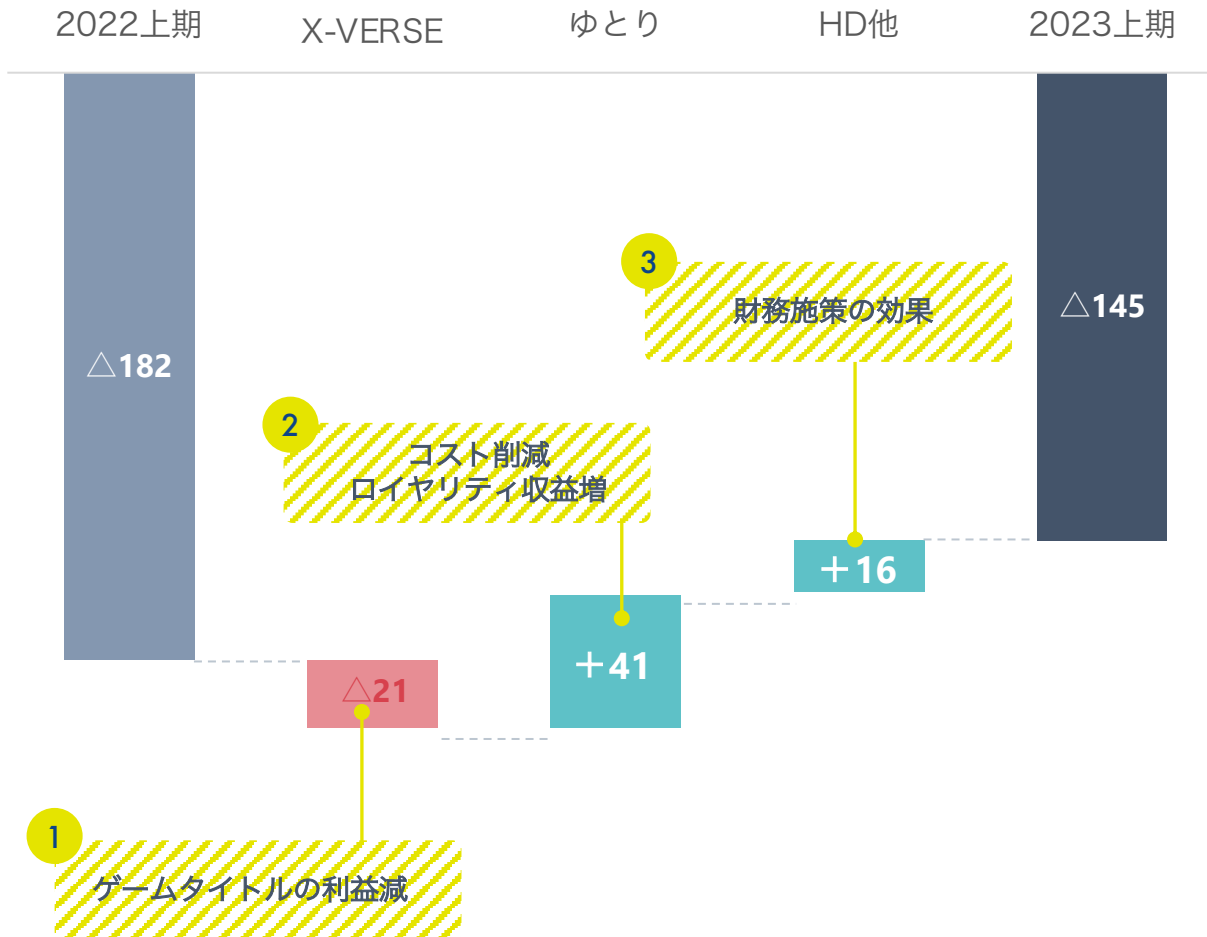 2022上期
X-VERSE
ゆとり
HD他
2023上期
△182
△21
＋41
＋16
△145
3
財務施策の効果
2
コスト削減
ロイヤリティ収益増
1
ゲームタイトルの利益減